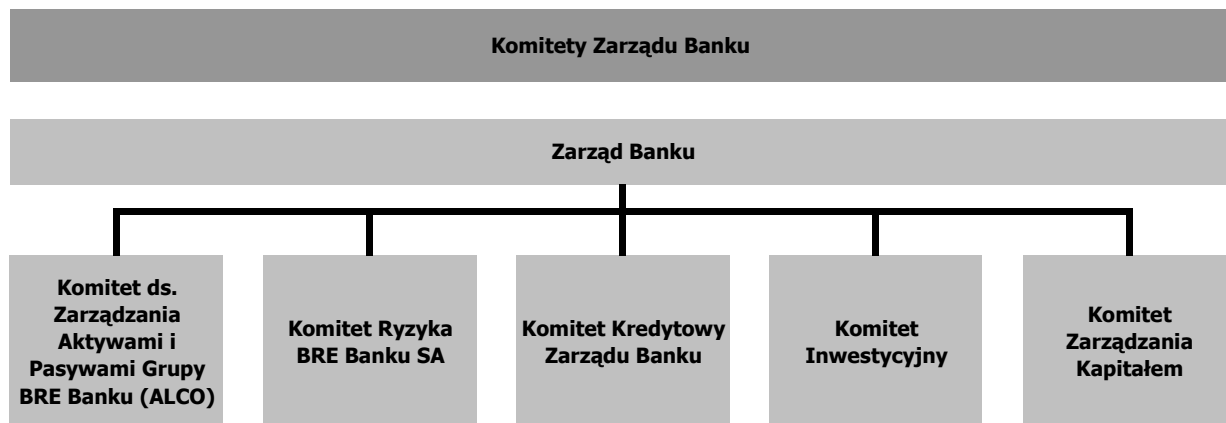 Komitety Zarządu Banku
Zarząd Banku
Komitet ds.
Zarządzania
Aktywami i
Pasywami Grupy
BRE Banku (ALCO)
Komitet Ryzyka
BRE Banku SA
Komitet Kredytowy
Zarządu Banku
Komitet
Inwestycyjny
Komitet
Zarządzania
Kapitałem